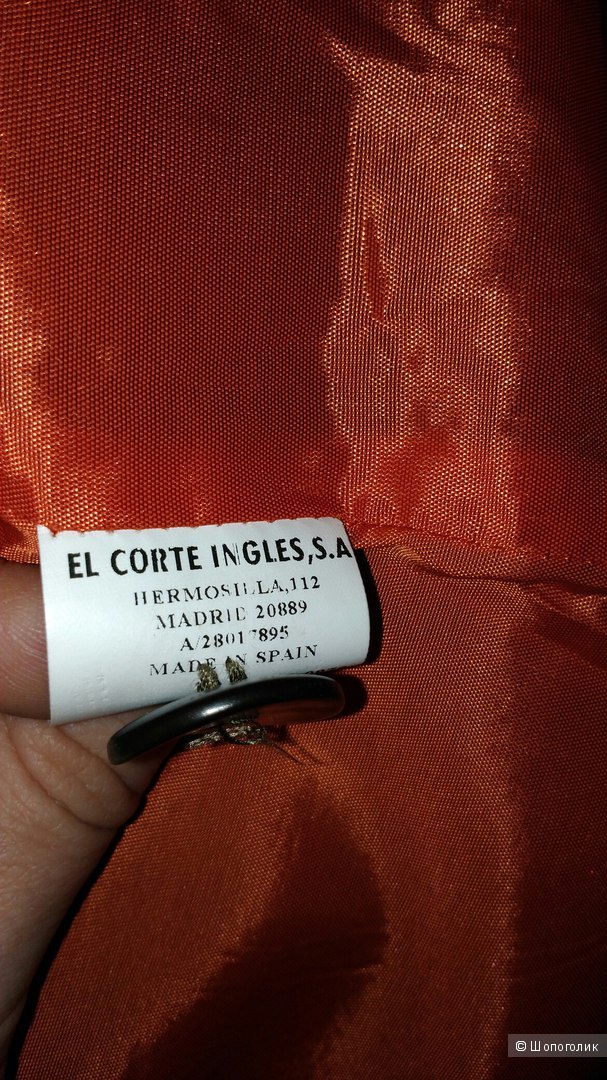 EL CORTE INGLES,S.A
HERMOSILLA,112
MADRID 20889
A/28017895
MADE IN SPAIN
© Шопоголик